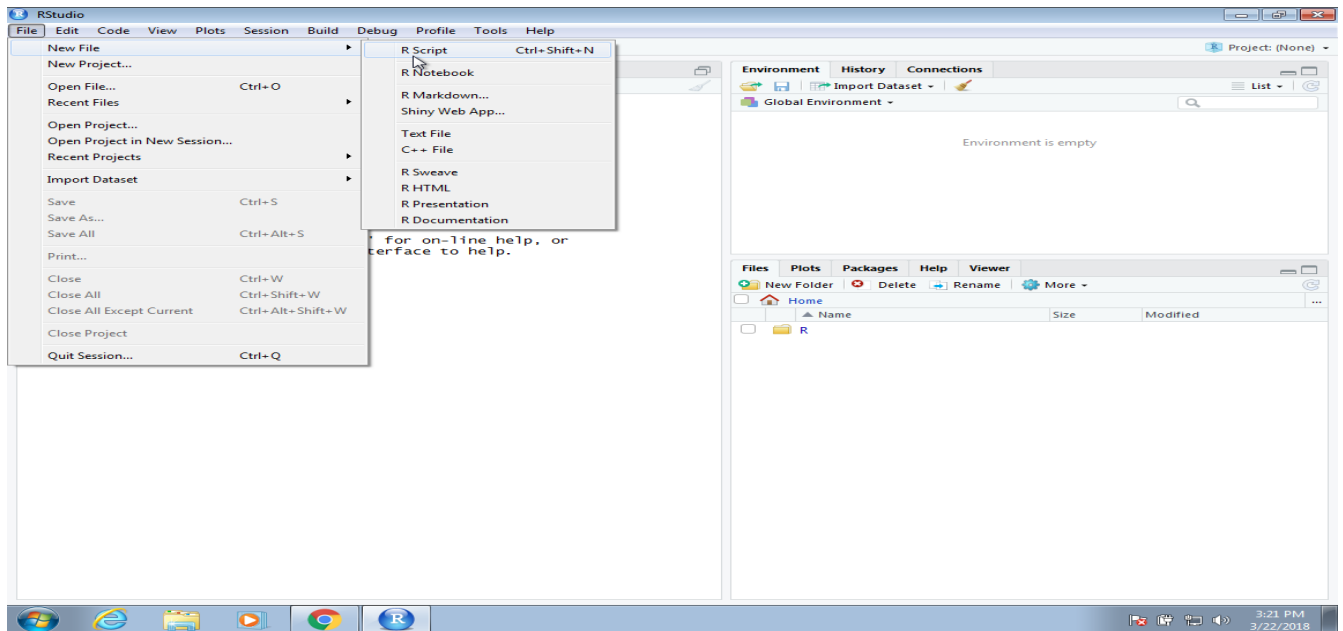 RStudio
File Edit Code View Plots Session Build Debug Profile Tools Help
New File
New Project...
Open File... Ctrl+O
Recent Files
Open Project...
Open Project in New Session...
Recent Projects
Import Dataset
Save Ctrl+S
Save As...
Save All Ctrl+Alt+S
Print...
Close Ctrl+W
Close All Ctrl+Shift+W
Close All Except Current Ctrl+Alt+Shift+W
Close Project
Quit Session... Ctrl+Q
R Script Ctrl+Shift+N
R Notebook
R Markdown...
Shiny Web App...
Text File
C++ File
R Sweave
R HTML
R Presentation
R Documentation
' for on-line help, or
terface to help.
Project: (None)
Environment History Connections
Import Dataset List
Global Environment
Environment is empty
Files Plots Packages Help Viewer
New Folder Delete Rename More
Home ...
Name Size Modified
R
R
3:21 PM
3/22/2018